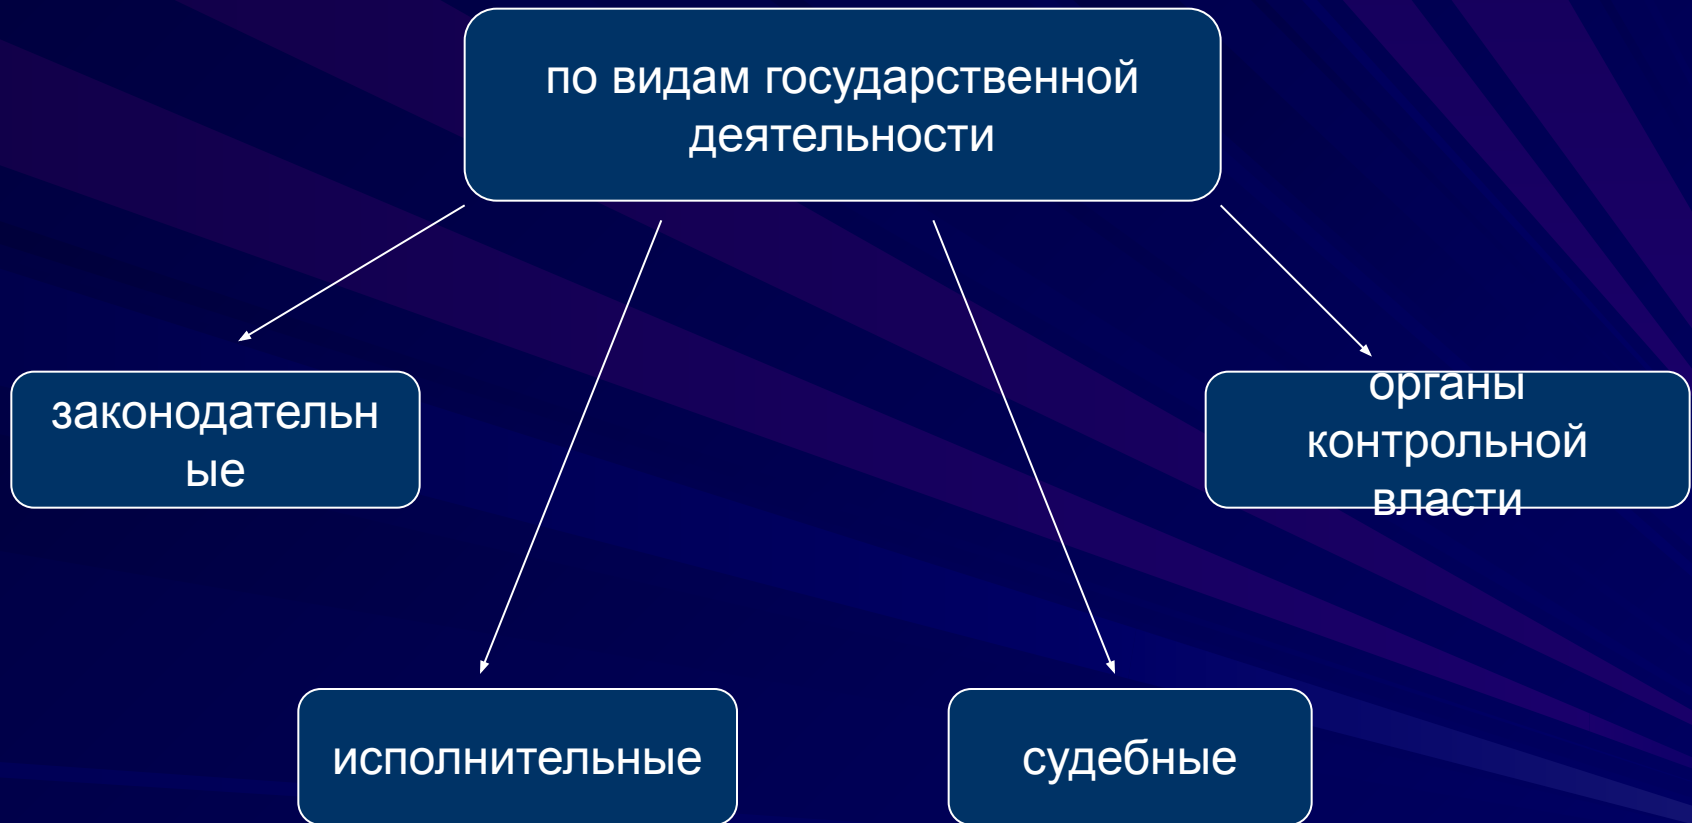 по видам государственной
деятельности
законодательн
ые
органы
контрольной
власти
исполнительные
судебные